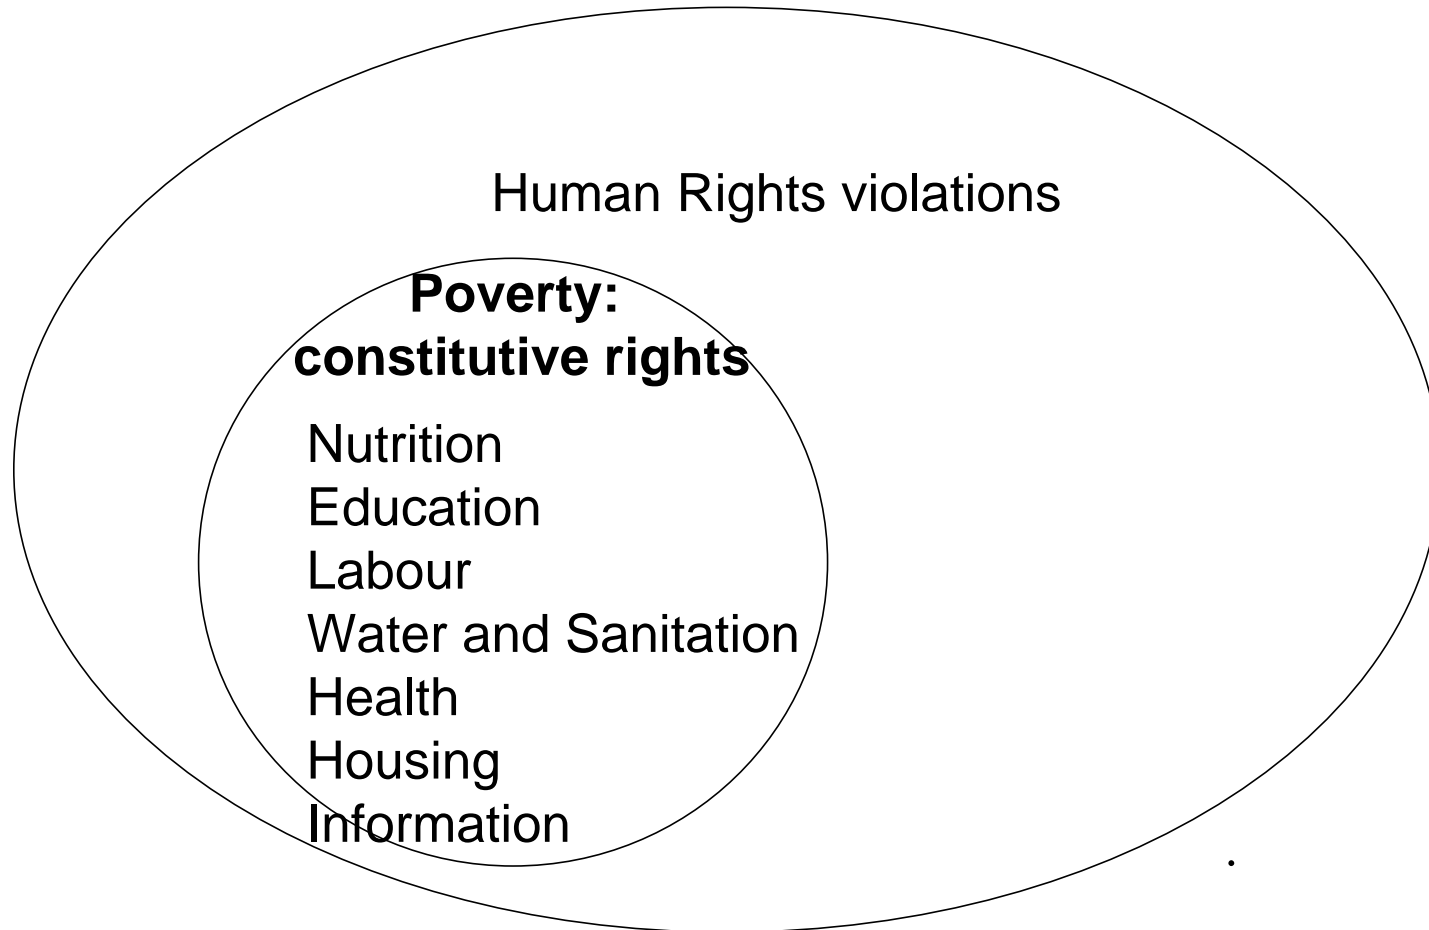 Human Rights violations
Poverty:
constitutive rights
Nutrition
Education
Labour
Water and Sanitation
Health
Housing
Information
.